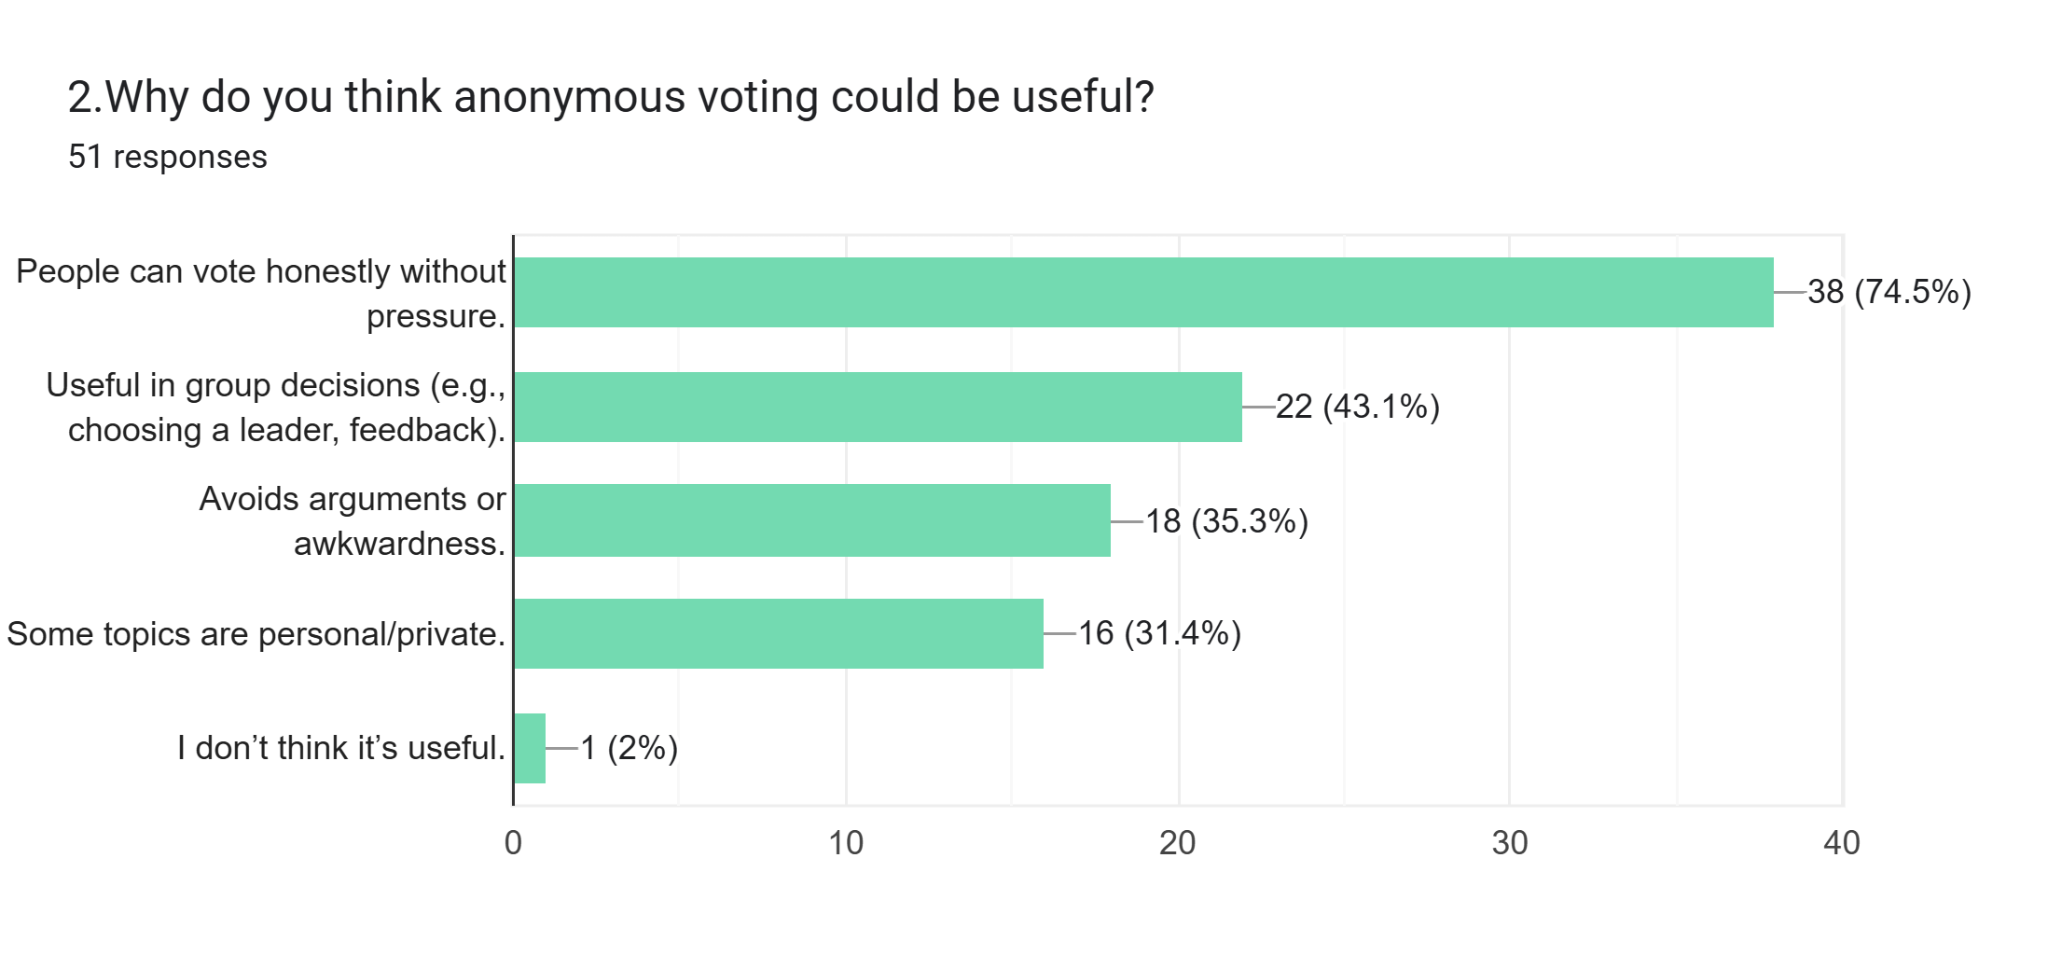 2.Why do you think anonymous voting could be useful?
51 responses
People can vote honestly without
pressure.
38 (74.5%)
Useful in group decisions (e.g.,
choosing a leader, feedback).
22 (43.1%)
Avoids arguments or
awkwardness.
18 (35.3%)
Some topics are personal/private.
16 (31.4%)
I don’t think it’s useful.
1 (2%)
0 10 20 30 40